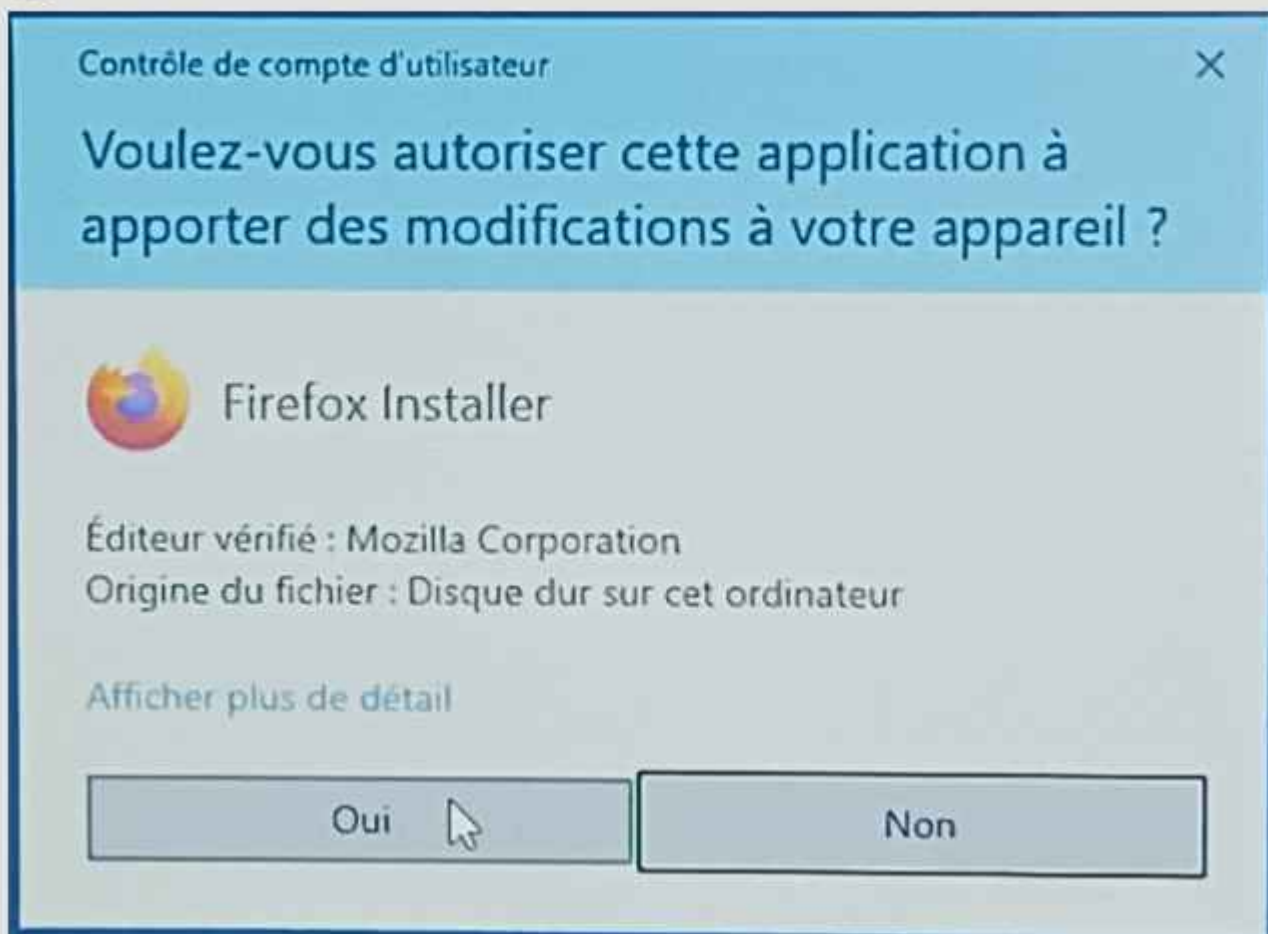 Contrôle de compte d'utilisateur
Voulez-vous autoriser cette application à
apporter des modifications à votre appareil ?
Firefox Installer
Éditeur vérifié : Mozilla Corporation
Origine du fichier : Disque dur sur cet ordinateur
Afficher plus de détail
Oui
Non